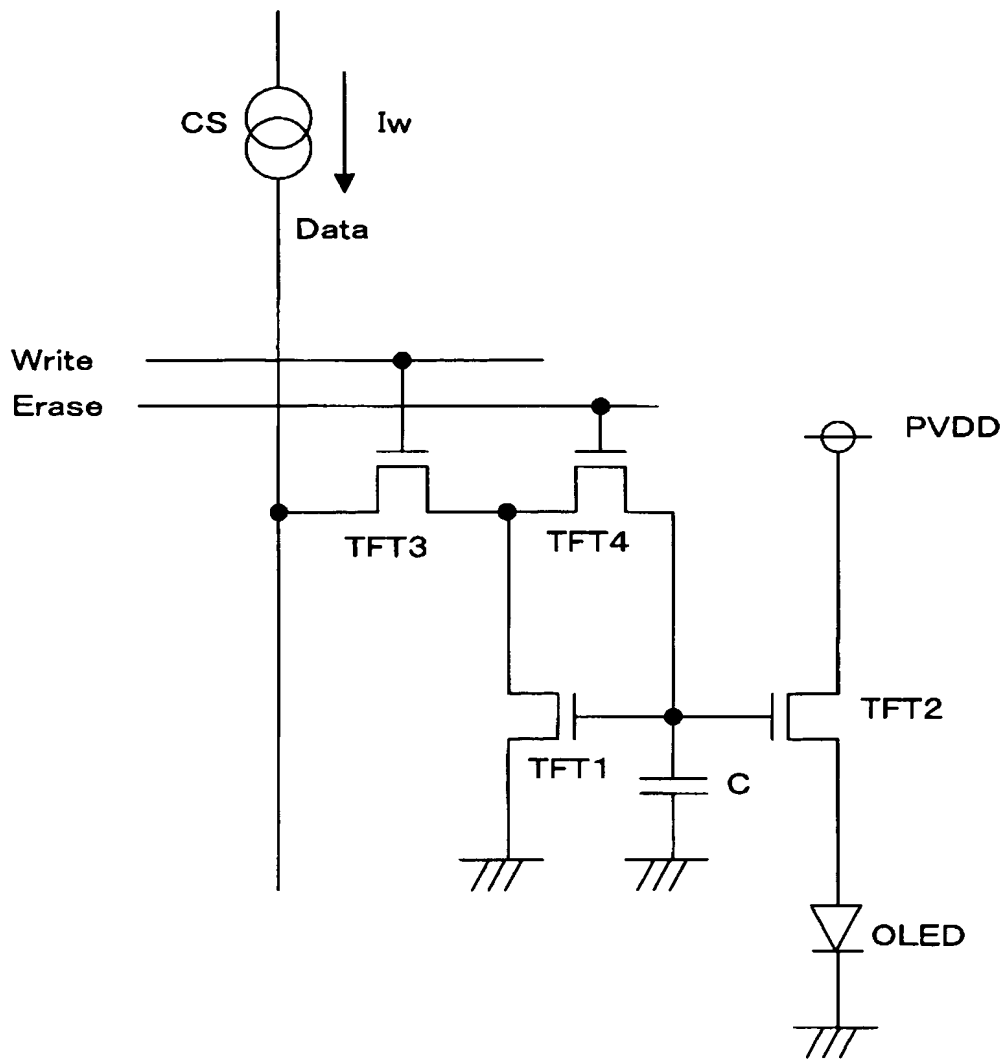 CS
Iw
Data
Write
Erase
PVDD
TFT3
TFT4
TFT2
TFT1
C
OLED